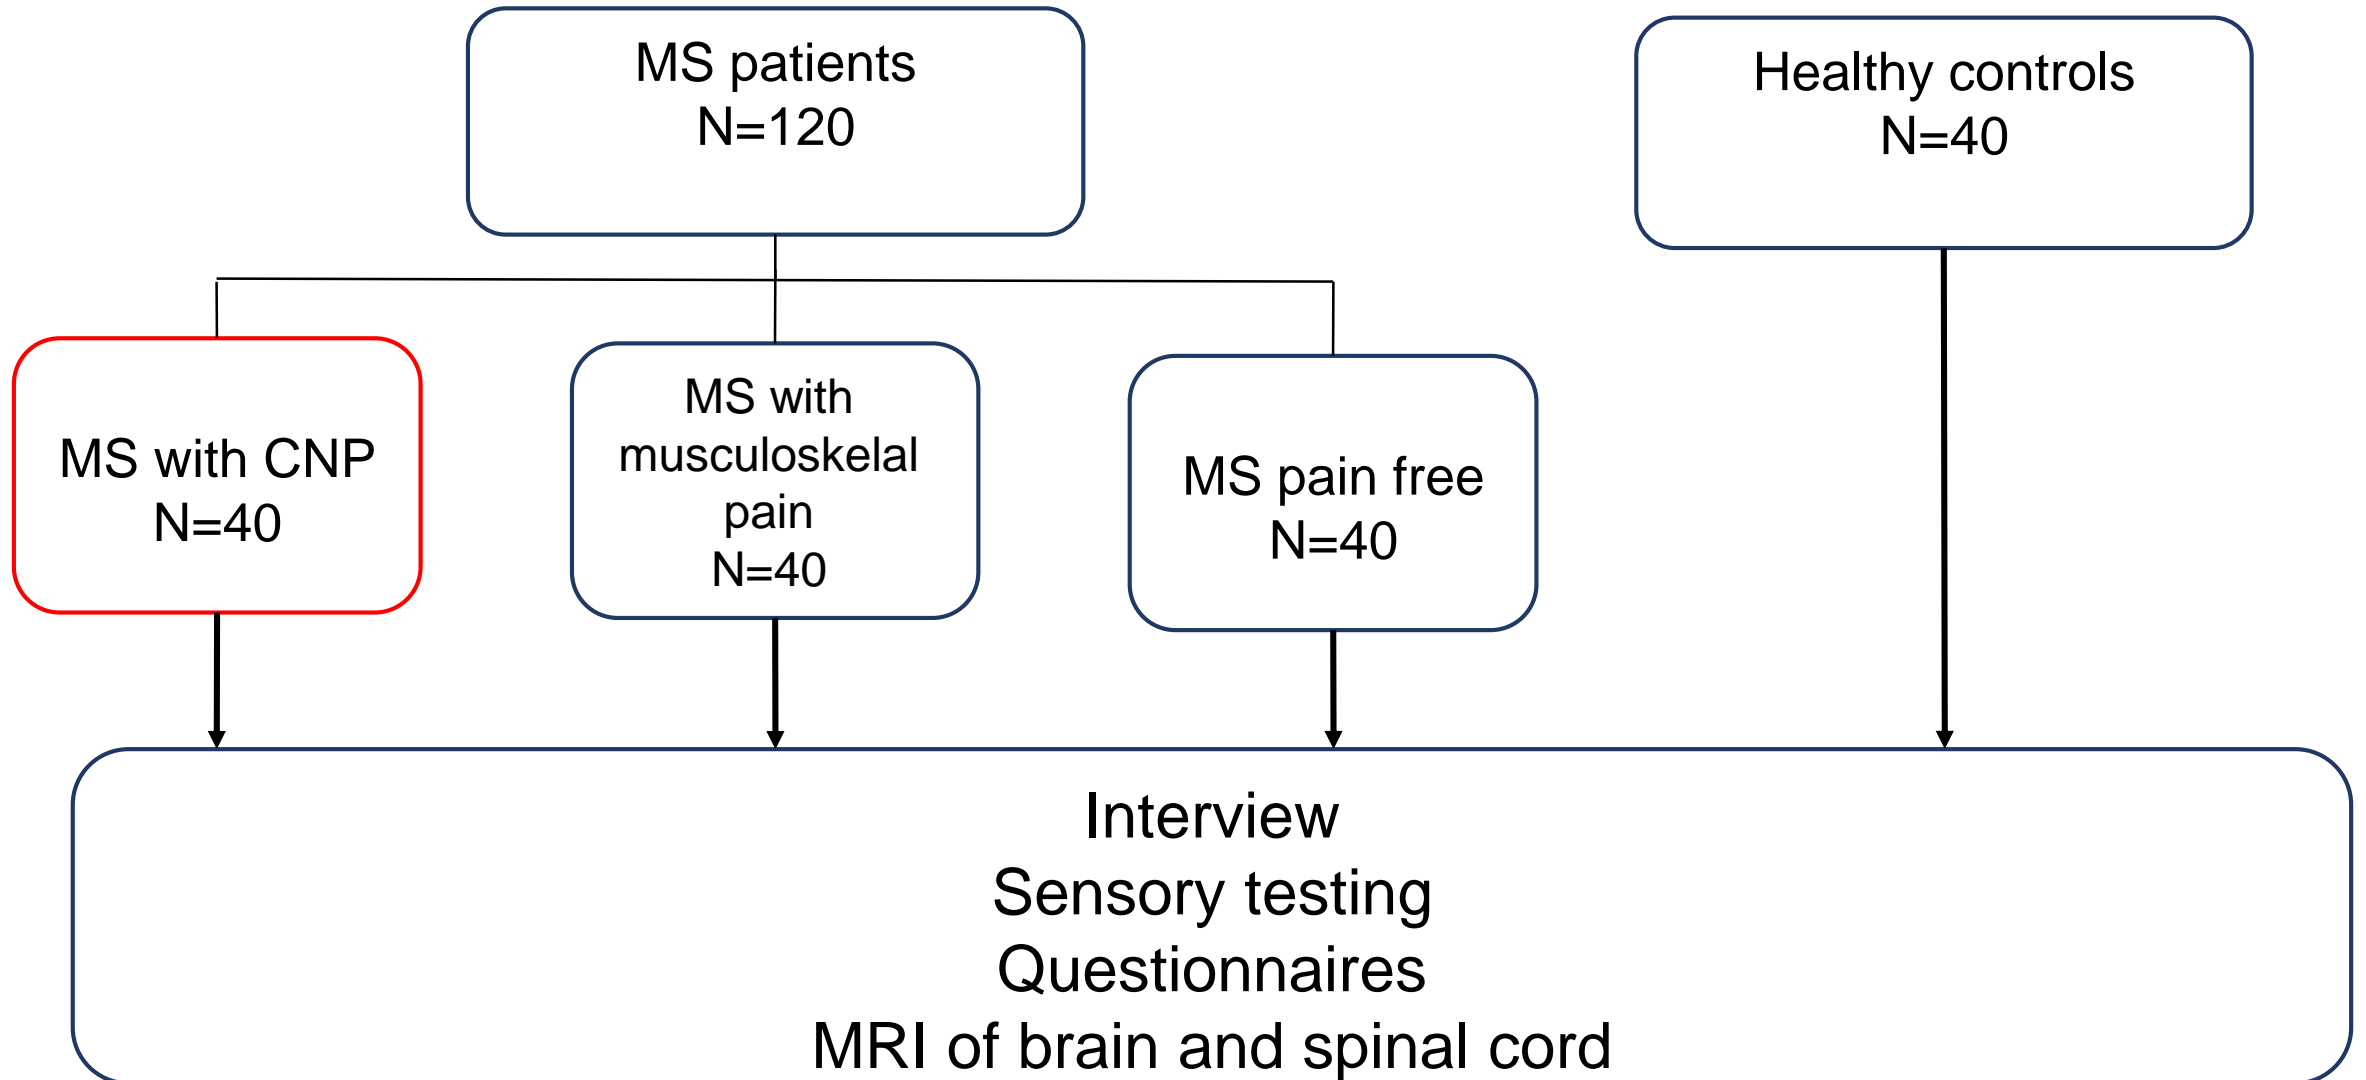 MS patients
N=120
Healthy controls
N=40
MS with CNP
N=40
MS with
musculoskelal
pain
N=40
MS pain free
N=40
Interview
Sensory testing
Questionnaires
MRI of brain and spinal cord